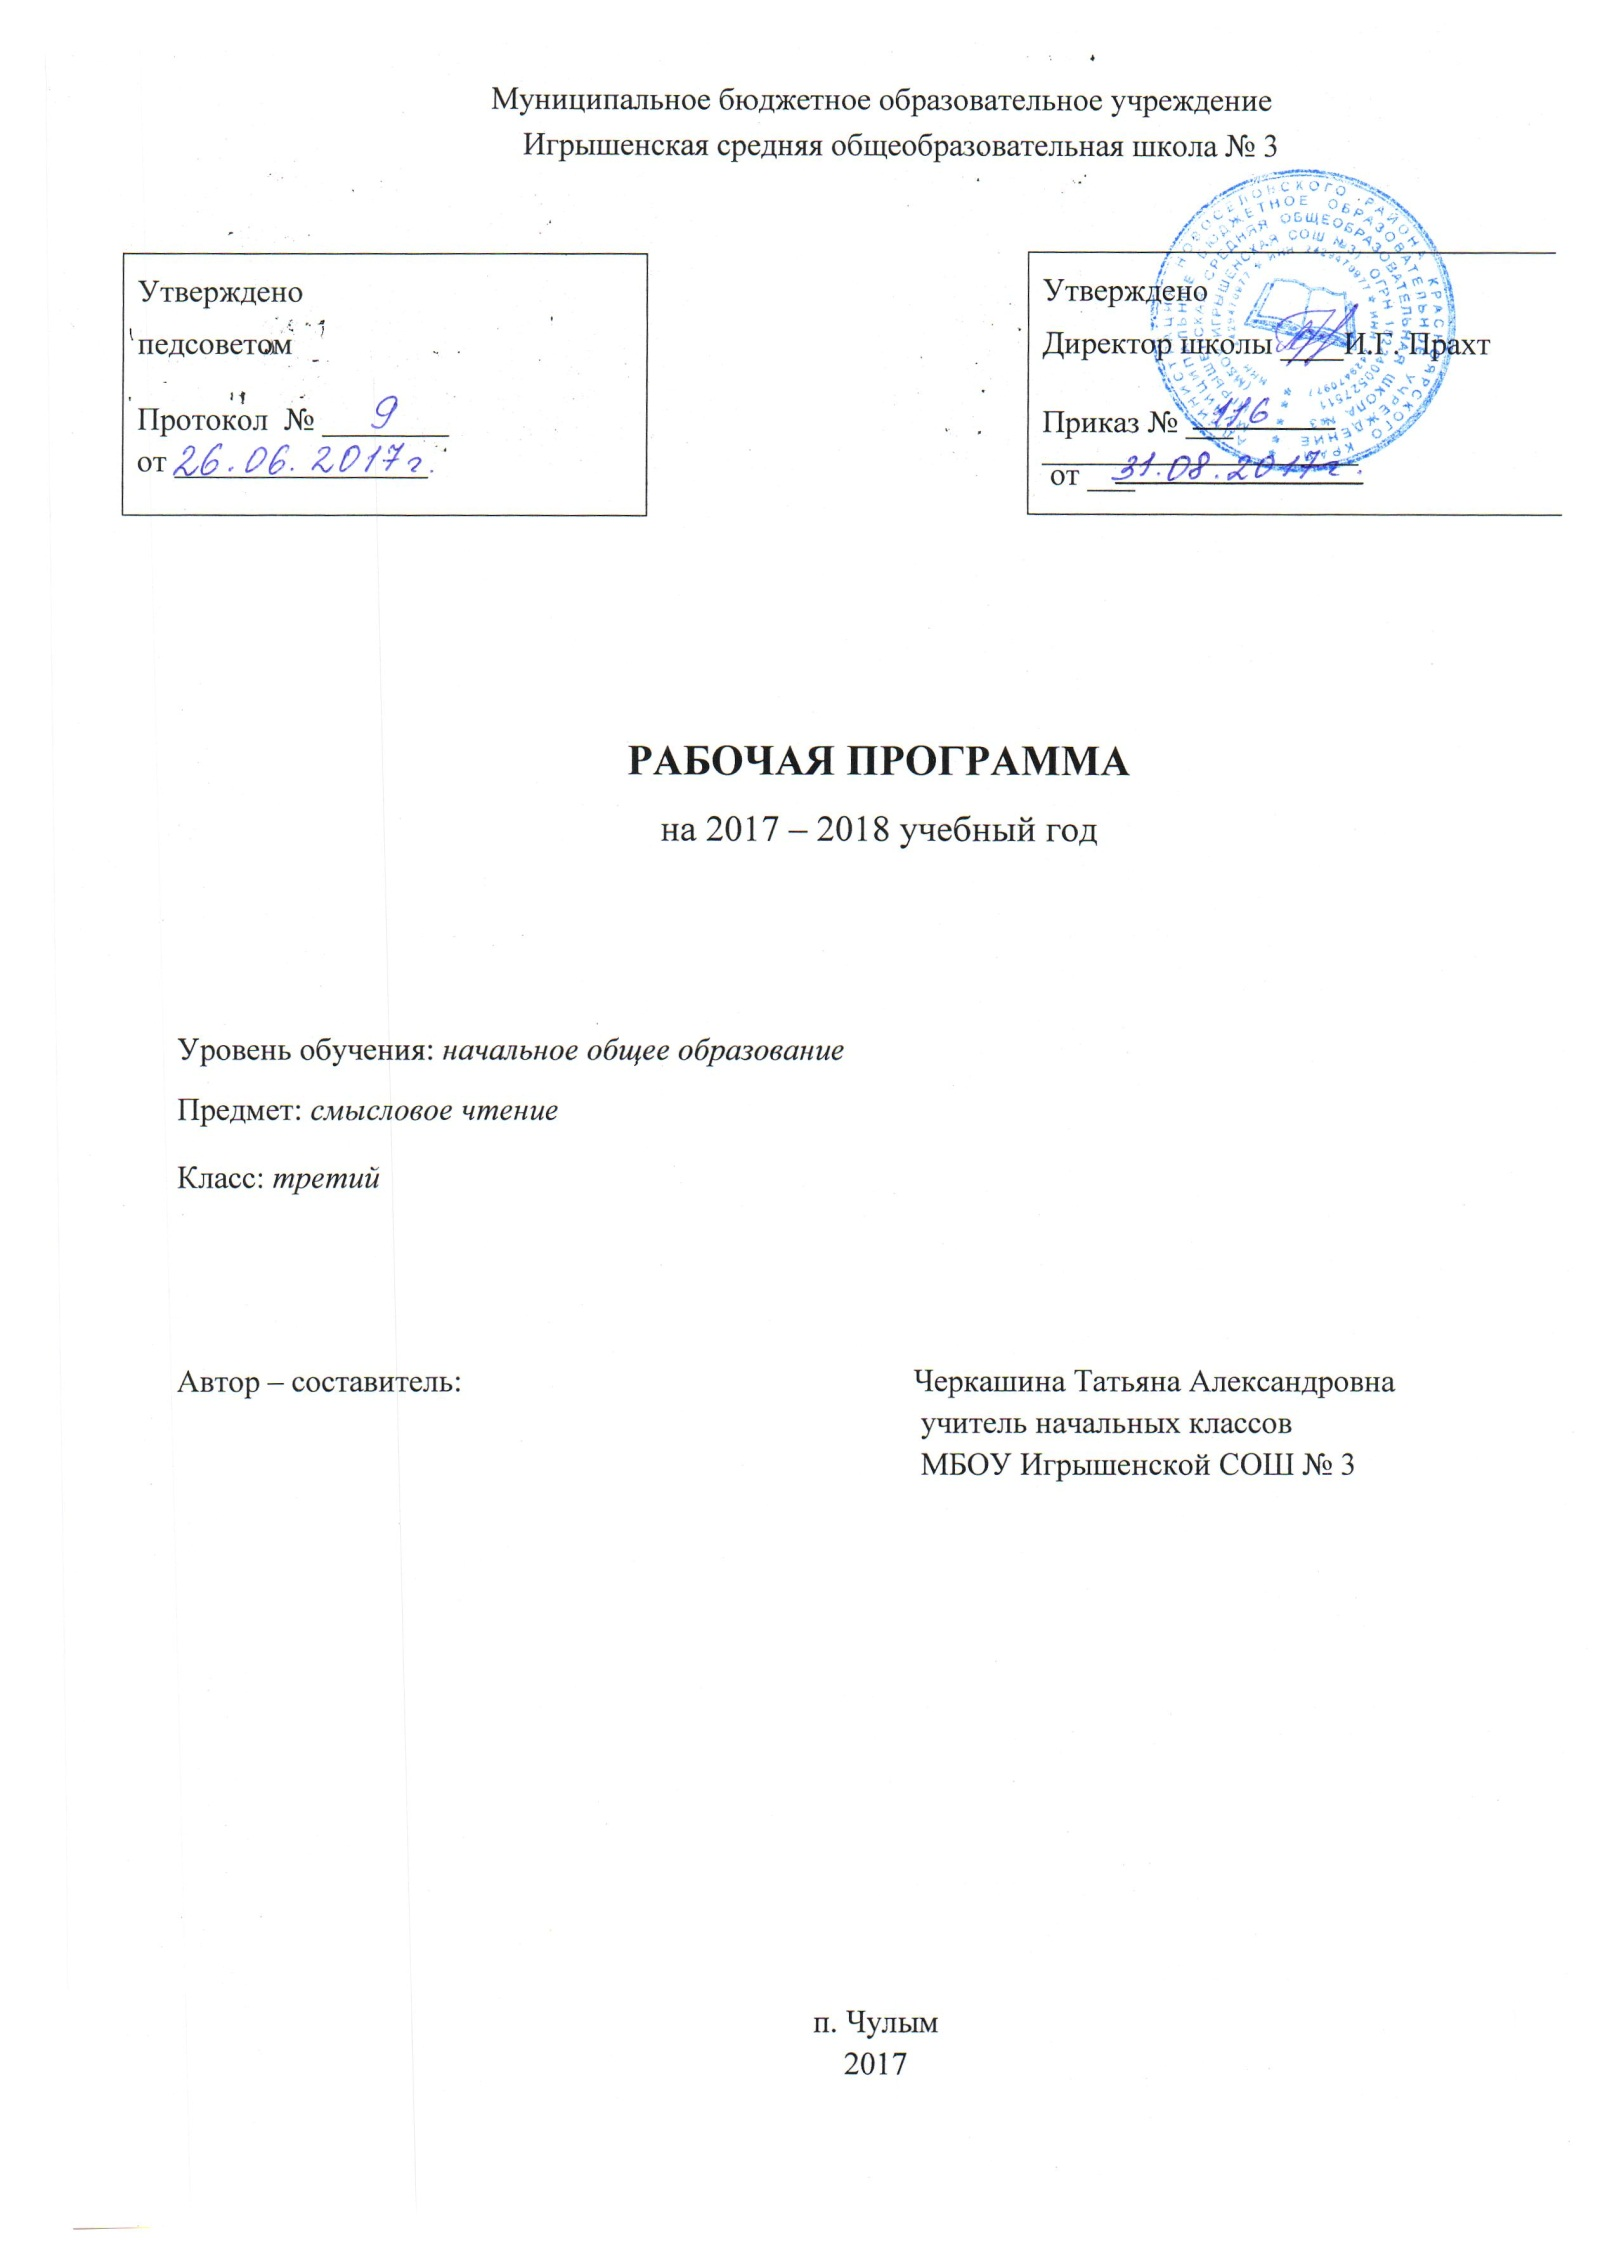 Муниципальное бюджетное образовательное учреждение
Игрышенская средняя общеобразовательная школа № 3
Утверждено
педсоветом
Протокол № 9
от 26.06.2017г.
Утверждено
Директор школы ____И.Г. Прахт
Приказ № 116
от 31.08.2017г.
РАБОЧАЯ ПРОГРАММА
на 2017 – 2018 учебный год
Уровень обучения: начальное общее образование
Предмет: смысловое чтение
Класс: третий
Автор – составитель:
Черкашина Татьяна Александровна
учитель начальных классов
МБОУ Игрышенской СОШ № 3
п. Чулым
2017